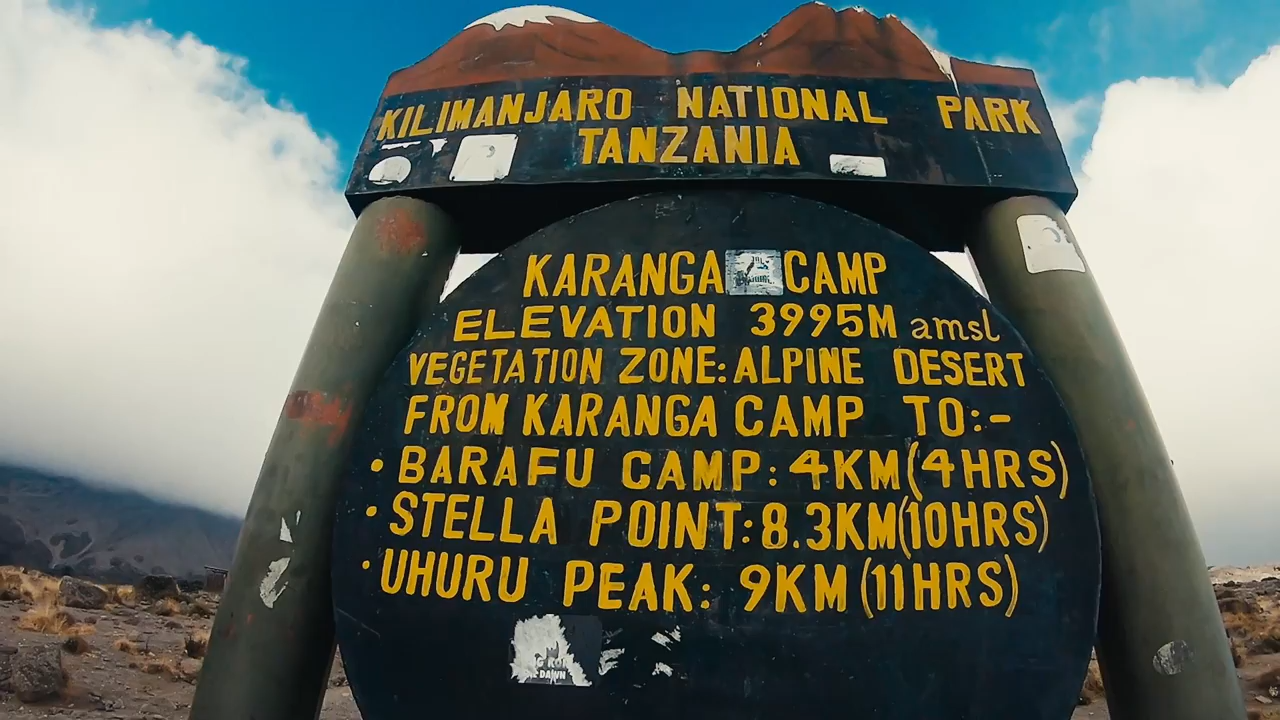 KILIMANJARO NATIONAL PARK
TANZANIA
KARANGA CAMP
ELEVATION 3995M amsl
VEGETATION ZONE: ALPINE DESERT
FROM KARANGA CAMP TO:-
• BARAFU CAMP: 4KM (4HRS)
• STELLA POINT: 8.3KM (10HRS)
• UHURU PEAK: 9KM (11HRS)
DAWN